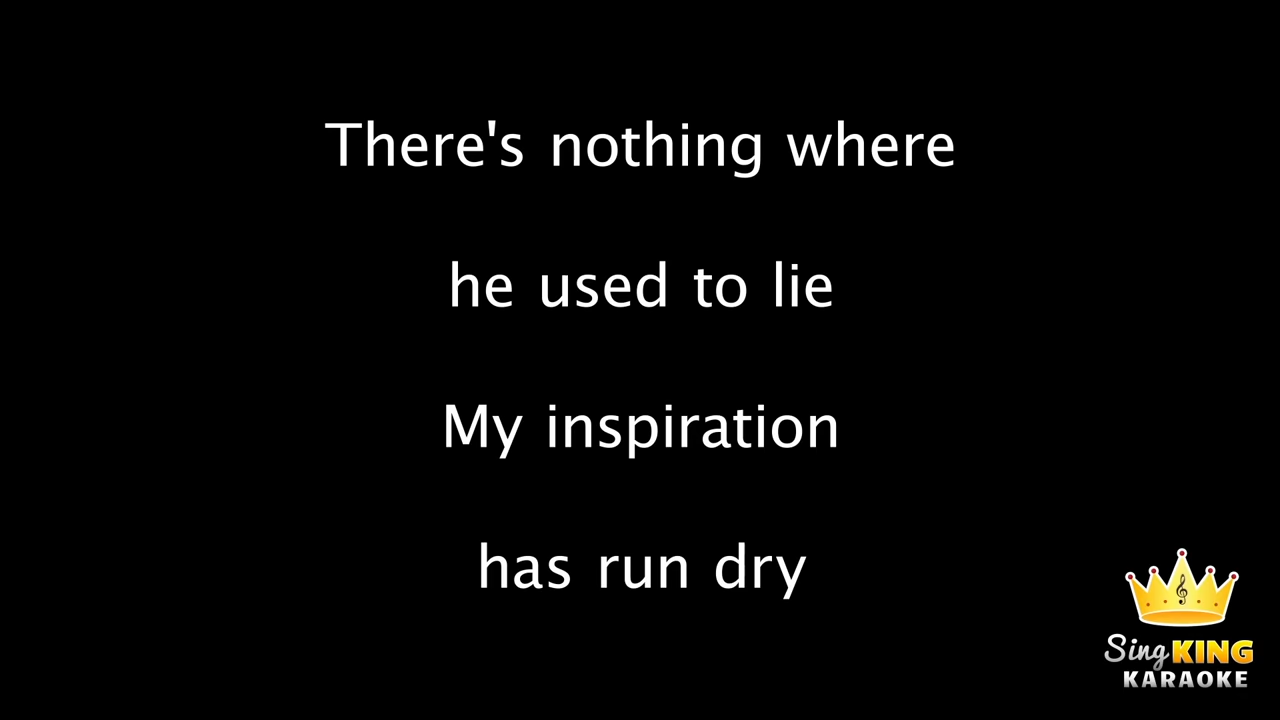 There's nothing where
he used to lie
My inspiration
has run dry
Sing KING
KARAOKE